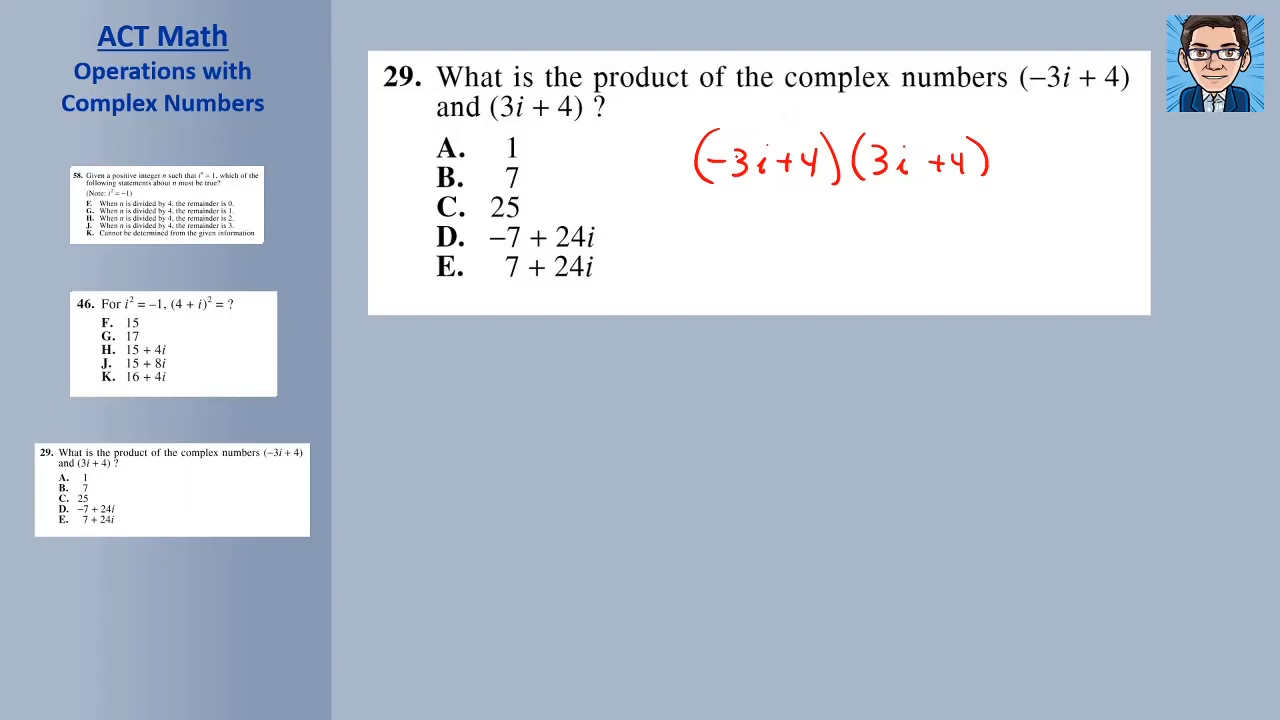 ACT Math
Operations with
Complex Numbers
58. Given a positive integer n such that iⁿ = 1, which of the
following statements about n must be true?
(Note: i² = −1)
F. When n is divided by 4, the remainder is 0.
G. When n is divided by 4, the remainder is 1.
H. When n is divided by 4, the remainder is 2.
J. When n is divided by 4, the remainder is 3.
K. Cannot be determined from the given information
46. For i² = −1, (4 + i)² = ?
F. 15
G. 17
H. 15 + 4i
J. 15 + 8i
K. 16 + 4i
29. What is the product of the complex numbers (−3i + 4)
and (3i + 4) ?
A. 1
B. 7
C. 25
D. −7 + 24i
E. 7 + 24i
29. What is the product of the complex numbers (−3i + 4)
and (3i + 4) ?
A. 1
B. 7
C. 25
D. −7 + 24i
E. 7 + 24i
(-3i+4)(3i+4)